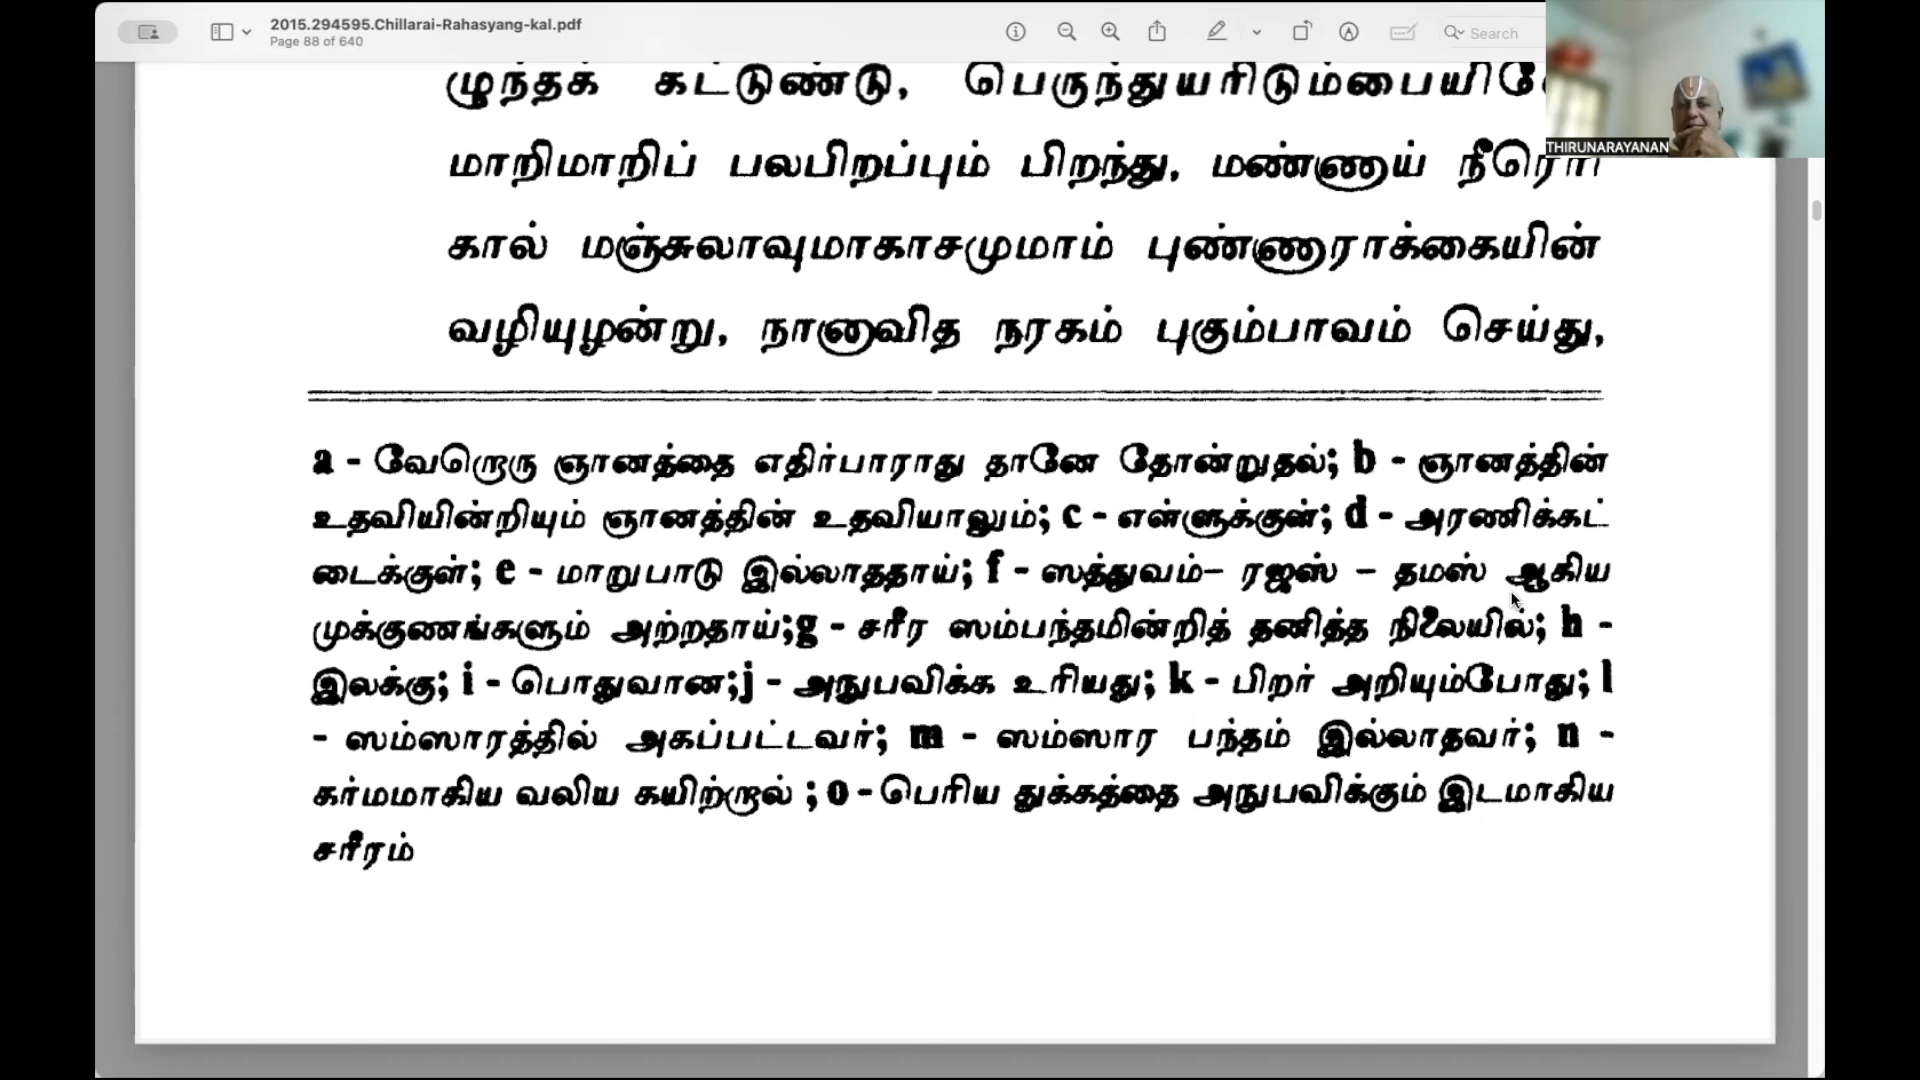 2015.294595.Chillarai-Rahasyang-kal.pdf
Page 88 of 640
Search
THIRUNARAYANAN
ழுந்தக் கட்டுண்டு, பெருந்துயரிடும்பையி
மாறிமாறிப் பலபிறப்பும் பிறந்து, மண்ணாய்
கால் மஞ்சுலாவுமாகாசமுமாம் புண்ணாராக்கையின்
வழியுழன்று, நானாவித நரகம் புகும்பாவம் செய்து,
a - வேறொரு ஞானத்தை எதிர்பாராது தானே தோன்றுதல்; b - ஞானத்தின்
உதவியின்றியும் ஞானத்தின் உதவியாலும்; c - எள்ளுக்குள்; d - அரணிக்கட்
டைக்குள்; e - மாறுபாடு இல்லாததாய்; f - ஸத்துவம்– ரஜஸ் – தமஸ் ஆகிய
முக்குணங்களும் அற்றதாய்;g - சரீர ஸம்பந்தமின்றித் தனித்த நிலையில்; h -
இலக்கு; i - பொதுவான;j - அநுபவிக்க உரியது; k - பிறர் அறியும்போது; l
- ஸம்ஸாரத்தில் அகப்பட்டவர்; m - ஸம்ஸார பந்தம் இல்லாதவர்; n -
கர்மமாகிய வலிய கயிற்றால் ; o - பெரிய துக்கத்தை அநுபவிக்கும் இடமாகிய
சரீரம்